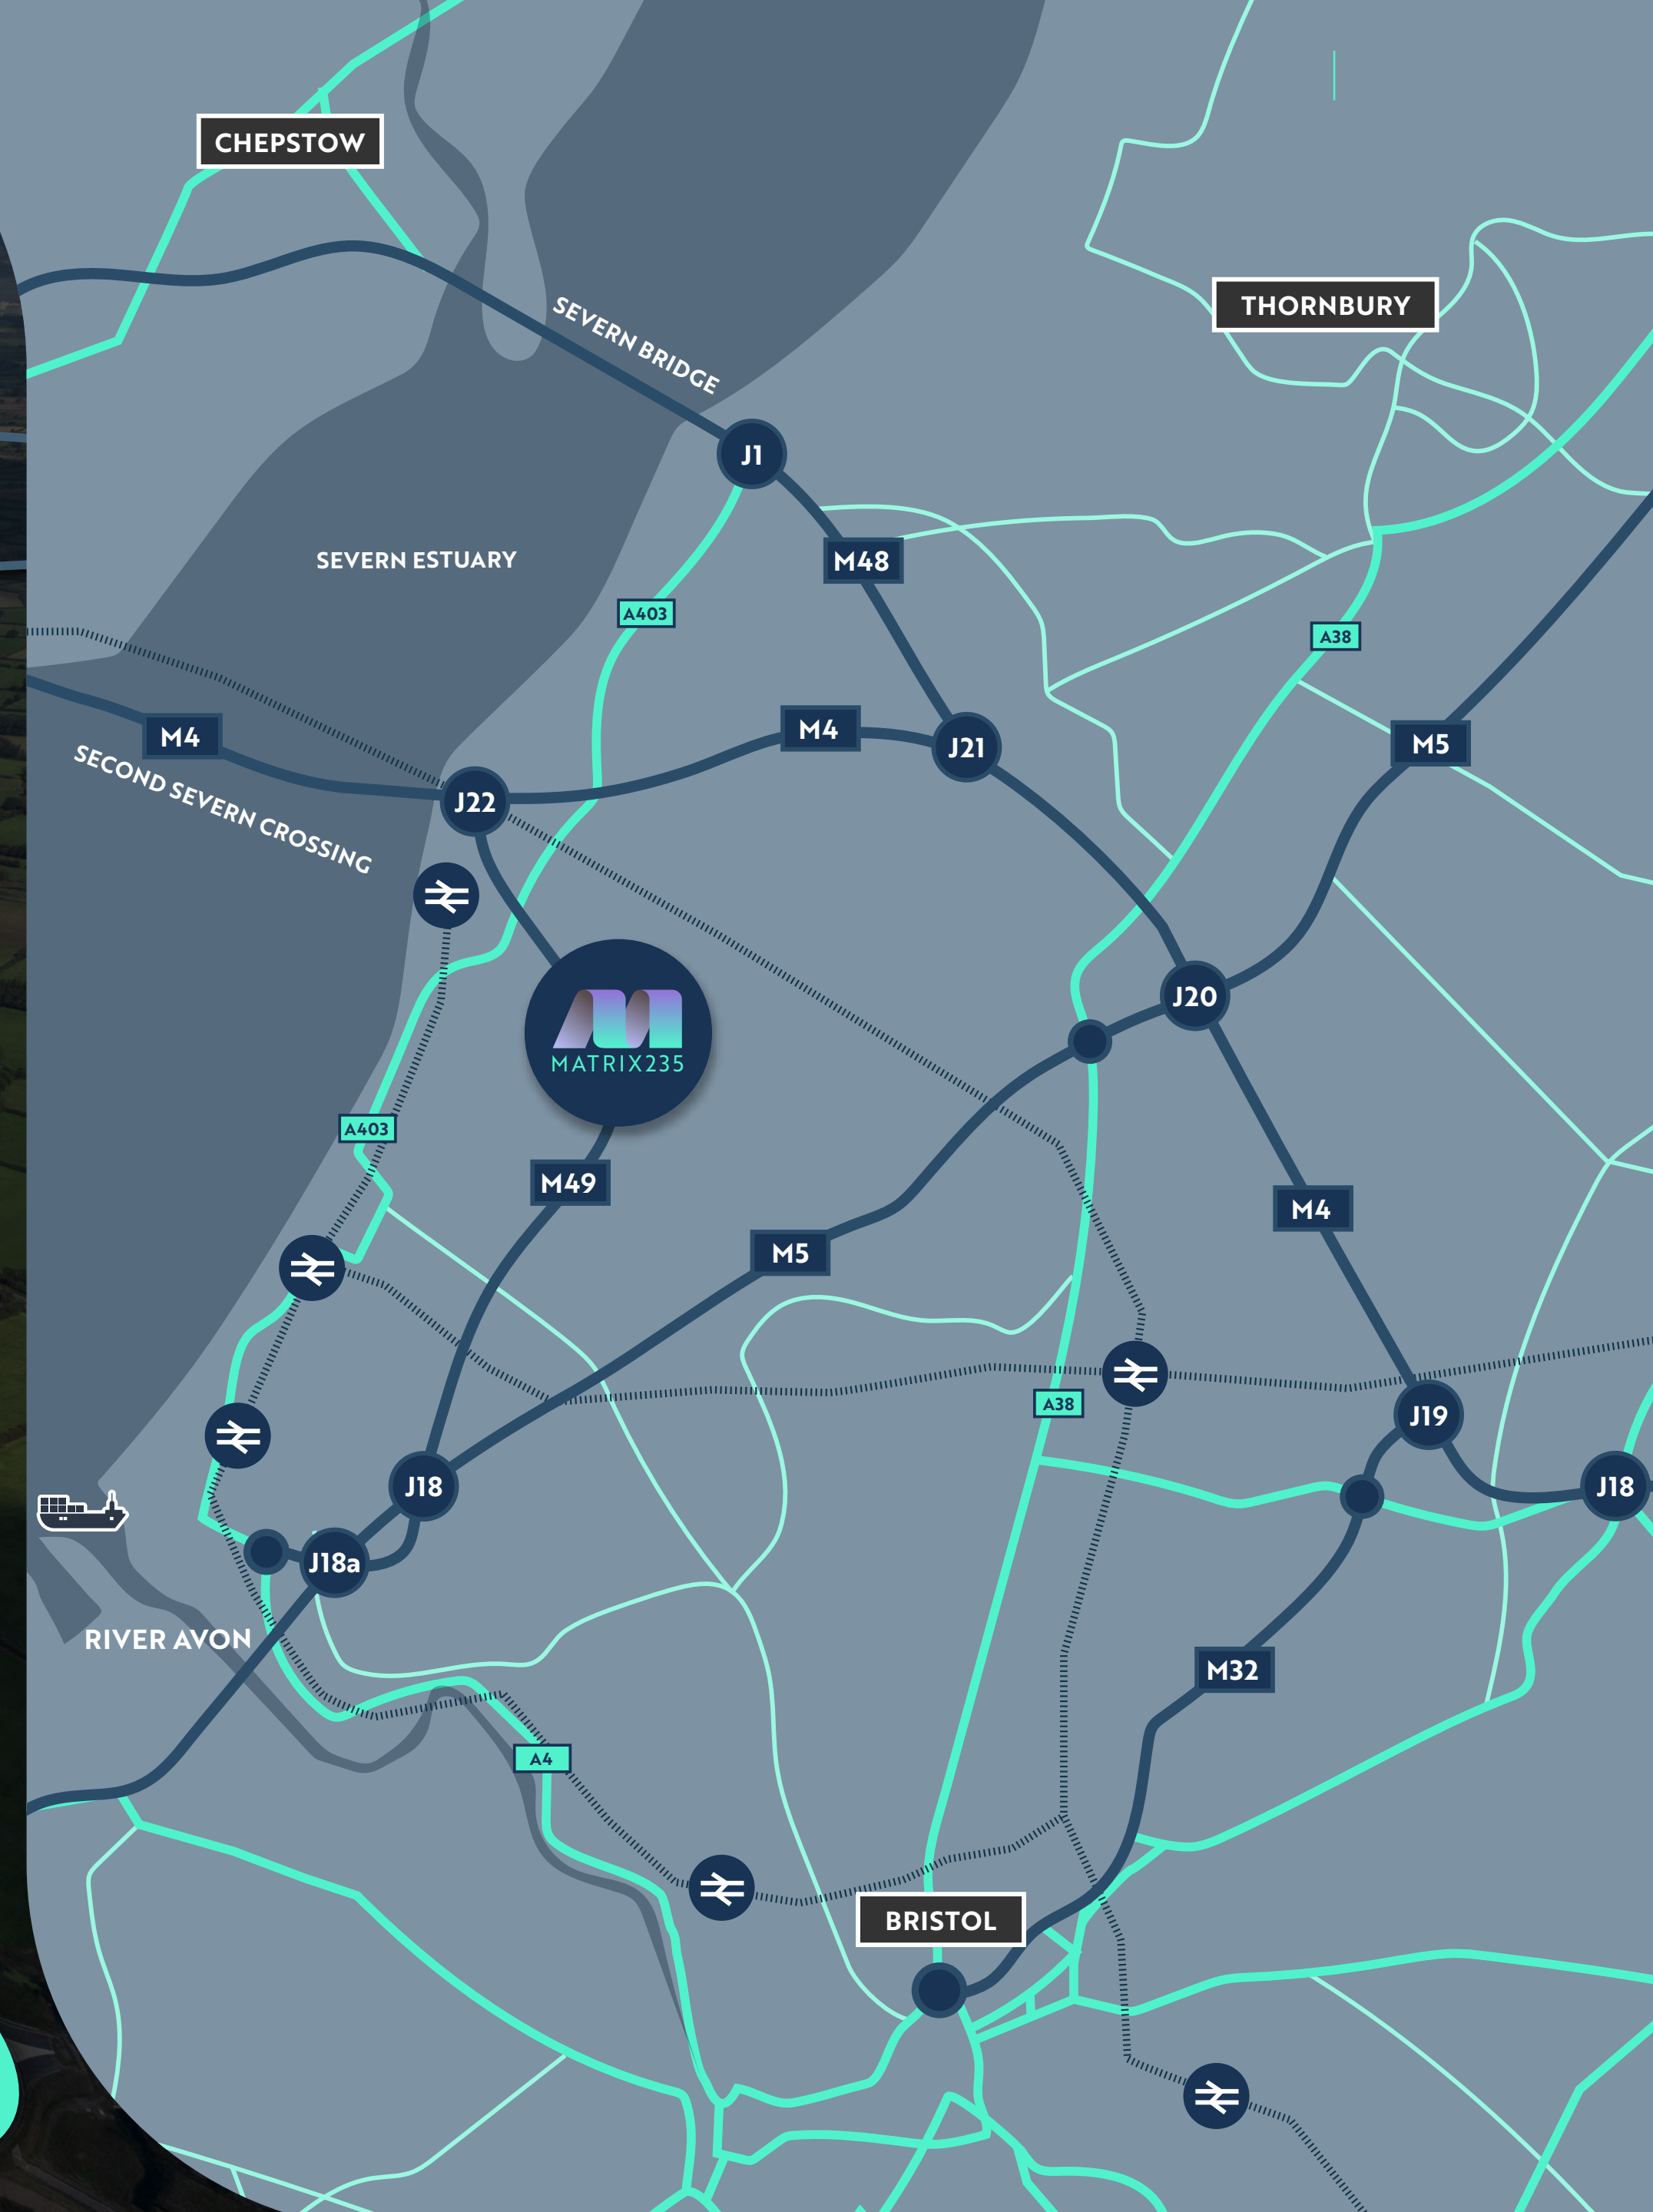 CHEPSTOW
THORNBURY
SEVERN BRIDGE
J1
SEVERN ESTUARY
M48
A403
A38
M4
M4
J21
M5
SECOND SEVERN CROSSING
J22
J20
MATRIX235
A403
M49
M4
M5
A38
J19
J18
J18
J18a
RIVER AVON
M32
A4
BRISTOL